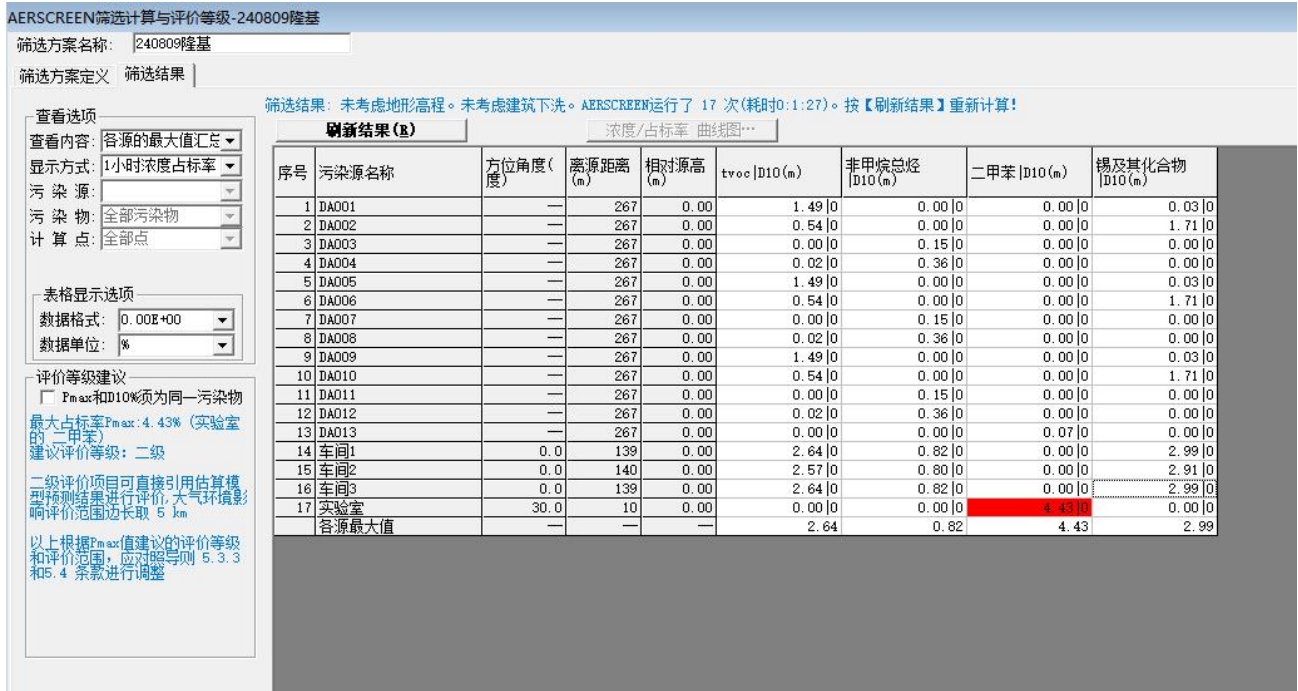 AERSCREEN筛选计算与评价等级-240809隆基
筛选方案名称: 240809隆基
筛选方案定义 筛选结果
筛选结果: 未考虑地形高程。未考虑建筑下洗。AERSCREEN运行了 17 次(耗时0:1:27)。按【刷新结果】重新计算!
刷新结果(R) 浓度/占标率 曲线图…
查看选项
查看内容: 各源的最大值汇总
显示方式: 1小时浓度占标率
污 染 源:
污 染 物: 全部污染物
计 算 点: 全部点
表格显示选项
数据格式: 0.00E+00
数据单位: %
评价等级建议
Pmax和D10%须为同一污染物
最大占标率Pmax:4.43% (实验室
的 二甲苯)
建议评价等级: 二级
二级评价项目可直接引用估算模
型预测结果进行评价,大气环境影
响评价范围边长取 5 km
以上根据Pmax值建议的评价等级
和评价范围, 应对照导则 5.3.3
和5.4 条款进行调整
序号 污染源名称 方位角度(度) 离源距离(m) 相对源高(m) tvoc|D10(m) 非甲烷总烃|D10(m) 二甲苯|D10(m) 锡及其化合物|D10(m)
1 DA001 — 267 0.00 1.49|0 0.00|0 0.00|0 0.03|0
2 DA002 — 267 0.00 0.54|0 0.00|0 0.00|0 1.71|0
3 DA003 — 267 0.00 0.00|0 0.15|0 0.00|0 0.00|0
4 DA004 — 267 0.00 0.02|0 0.36|0 0.00|0 0.00|0
5 DA005 — 267 0.00 1.49|0 0.00|0 0.00|0 0.03|0
6 DA006 — 267 0.00 0.54|0 0.00|0 0.00|0 1.71|0
7 DA007 — 267 0.00 0.00|0 0.15|0 0.00|0 0.00|0
8 DA008 — 267 0.00 0.02|0 0.36|0 0.00|0 0.00|0
9 DA009 — 267 0.00 1.49|0 0.00|0 0.00|0 0.03|0
10 DA010 — 267 0.00 0.54|0 0.00|0 0.00|0 1.71|0
11 DA011 — 267 0.00 0.00|0 0.15|0 0.00|0 0.00|0
12 DA012 — 267 0.00 0.02|0 0.36|0 0.00|0 0.00|0
13 DA013 — 267 0.00 0.00|0 0.00|0 0.07|0 0.00|0
14 车间1 0.0 139 0.00 2.64|0 0.82|0 0.00|0 2.99|0
15 车间2 0.0 140 0.00 2.57|0 0.80|0 0.00|0 2.91|0
16 车间3 0.0 139 0.00 2.64|0 0.82|0 0.00|0 2.99|0
17 实验室 30.0 10 0.00 0.00|0 0.00|0 4.43|0 0.00|0
各源最大值 — — — 2.64 0.82 4.43 2.99